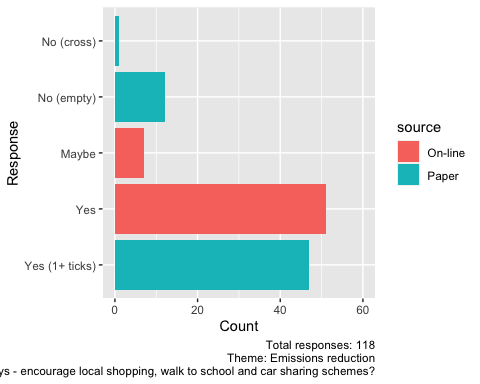 No (cross)
No (empty)
Maybe
Yes
Yes (1+ ticks)
Response
0 20 40 60
Count
source
On-line
Paper
Total responses: 118
Theme: Emissions reduction
- encourage local shopping, walk to school and car sharing schemes?